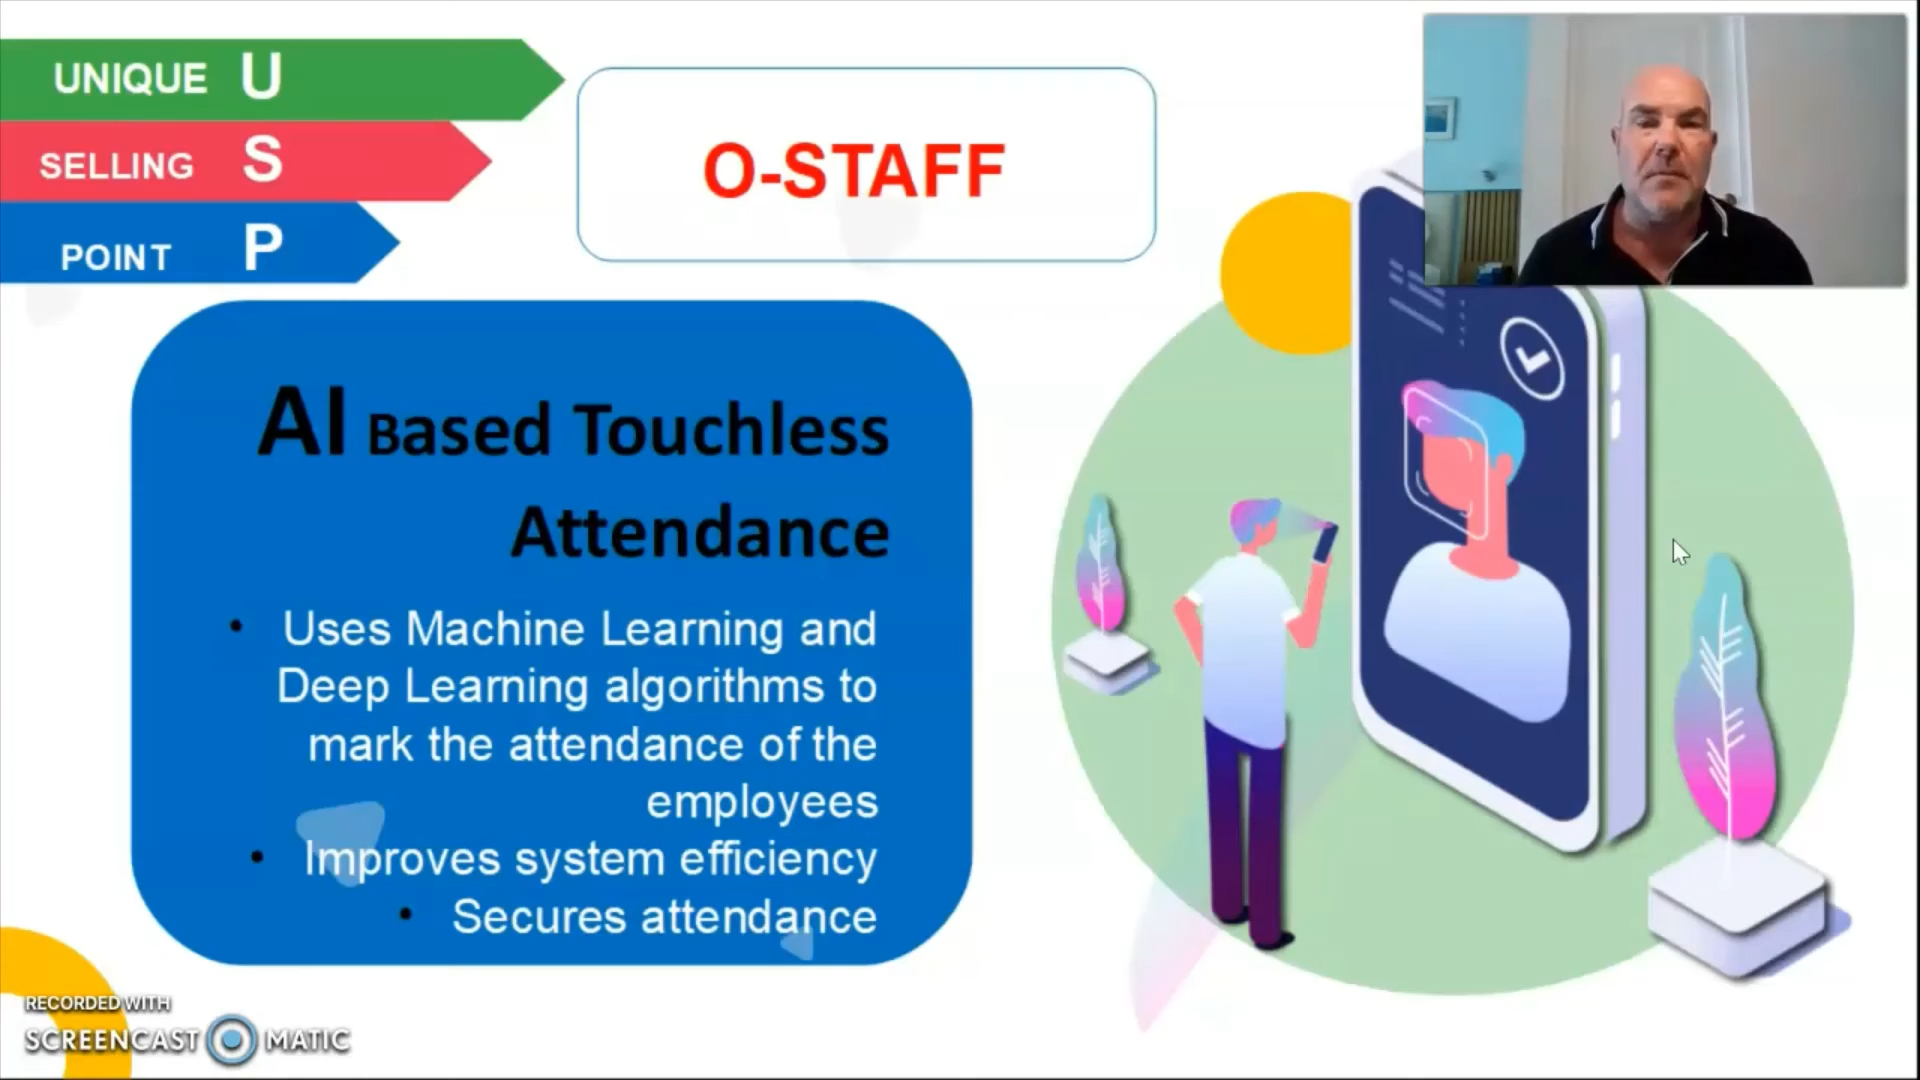 UNIQUE U
SELLING S
POINT P
O-STAFF
AI Based Touchless
Attendance
• Uses Machine Learning and
Deep Learning algorithms to
mark the attendance of the
employees
• Improves system efficiency
• Secures attendance
RECORDED WITH
SCREENCAST MATIC